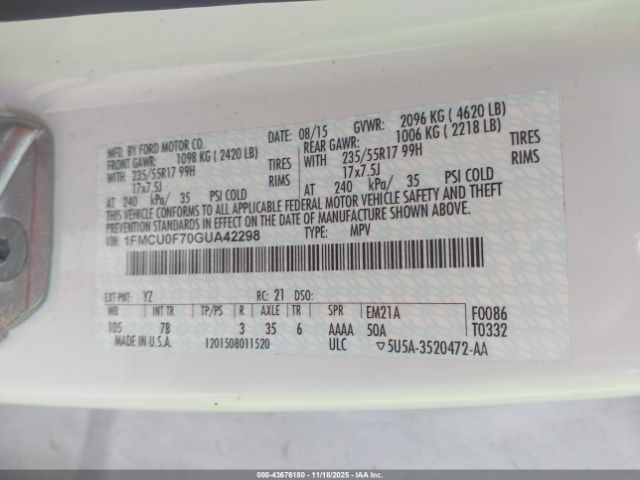 MFD. BY FORD MOTOR CO.
DATE: 08/15 GVWR: 2096 KG ( 4620 LB)
FRONT GAWR: 1098 KG ( 2420 LB) REAR GAWR: 1006 KG ( 2218 LB)
WITH 235/55R17 99H TIRES WITH 235/55R17 99H TIRES
17x7.5J RIMS 17x7.5J RIMS
AT 240 kPa/ 35 PSI COLD AT 240 kPa/ 35 PSI COLD
THIS VEHICLE CONFORMS TO ALL APPLICABLE FEDERAL MOTOR VEHICLE SAFETY AND THEFT
PREVENTION STANDARDS IN EFFECT ON THE DATE OF MANUFACTURE SHOWN ABOVE.
VIN: 1FMCU0F70GUA42298 TYPE: MPV
EXT PNT: YZ RC: 21 DSO:
WB INT TR TP/PS R AXLE TR SPR EM21A F0086
105 7B 3 35 6 AAAA 50A T0332
MADE IN U.S.A. 1201508011520 ULC 5U5A-3520472-AA
000-43676180 - 11/18/2025 - IAAHolding, LLC.